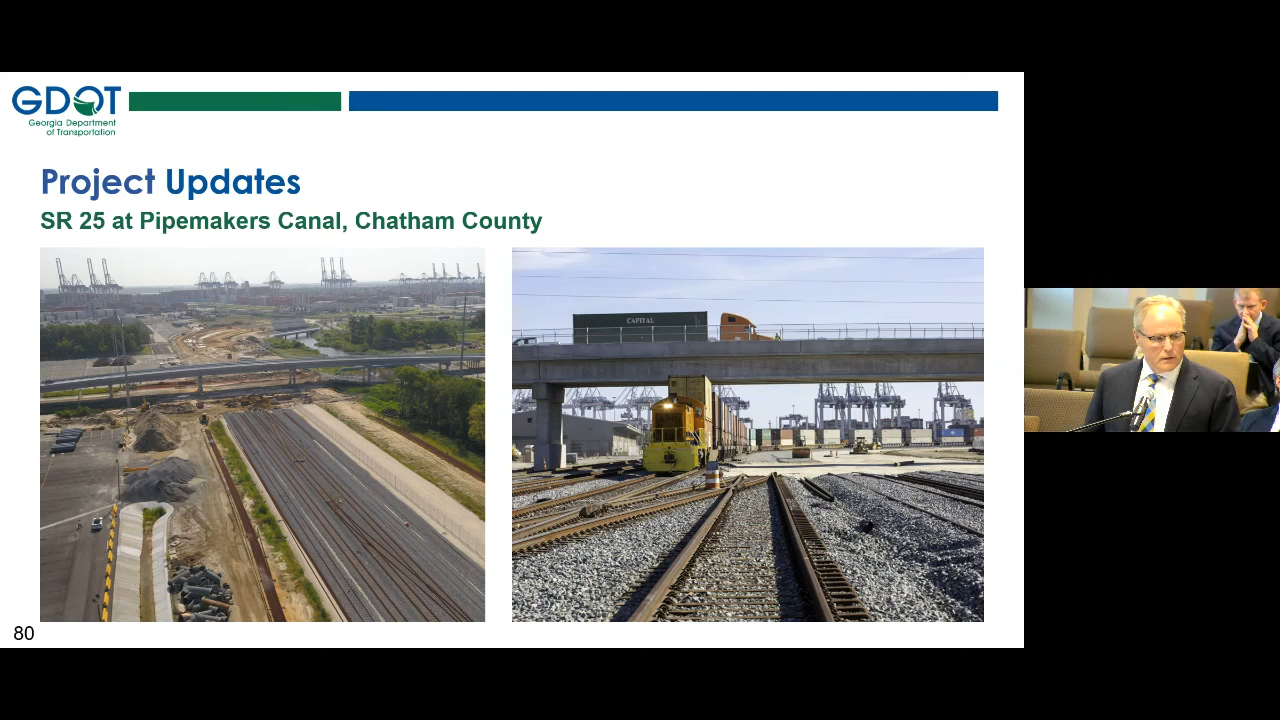 GDOT
Georgia Department
of Transportation
Project Updates
SR 25 at Pipemakers Canal, Chatham County
CAPITAL
80